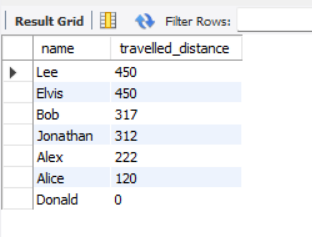 Result Grid Filter Rows:
name travelled_distance
Lee 450
Elvis 450
Bob 317
Jonathan 312
Alex 222
Alice 120
Donald 0